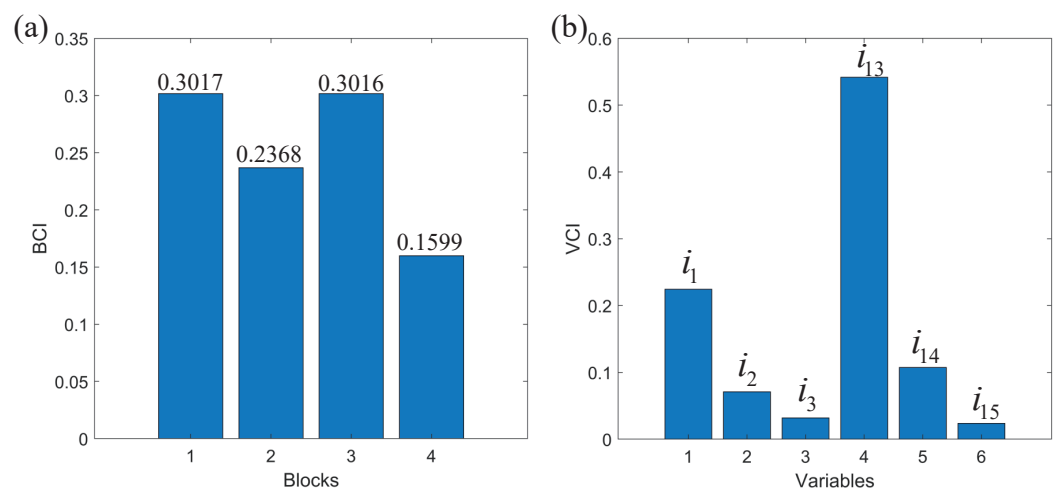 (a)
0.35
0.3
0.25
0.2
0.15
0.1
0.05
0
BCI
0.3017
0.2368
0.3016
0.1599
1 2 3 4
Blocks
(b)
0.6
0.5
0.4
0.3
0.2
0.1
0
VCI
i1
i2
i3
i13
i14
i15
1 2 3 4 5 6
Variables